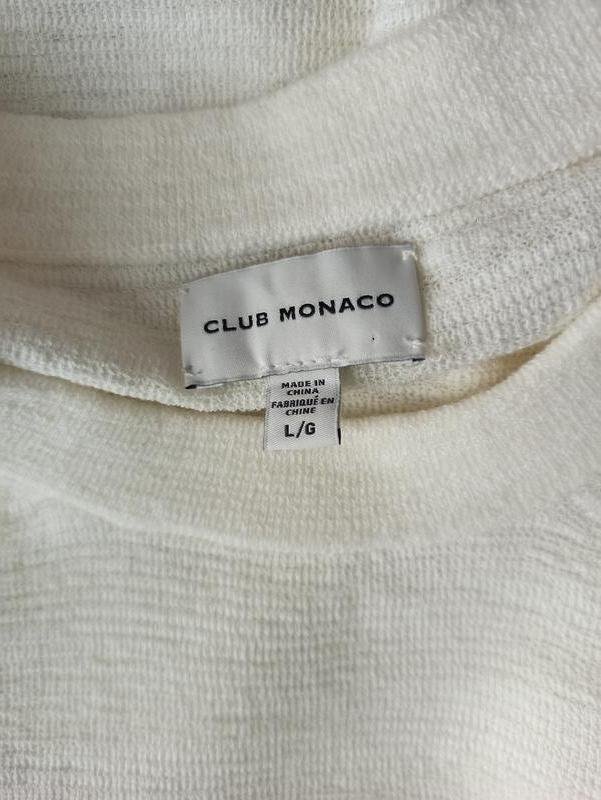 CLUB MONACO
MADE IN
CHINA
FABRIQUÉ EN
CHINE
L/G